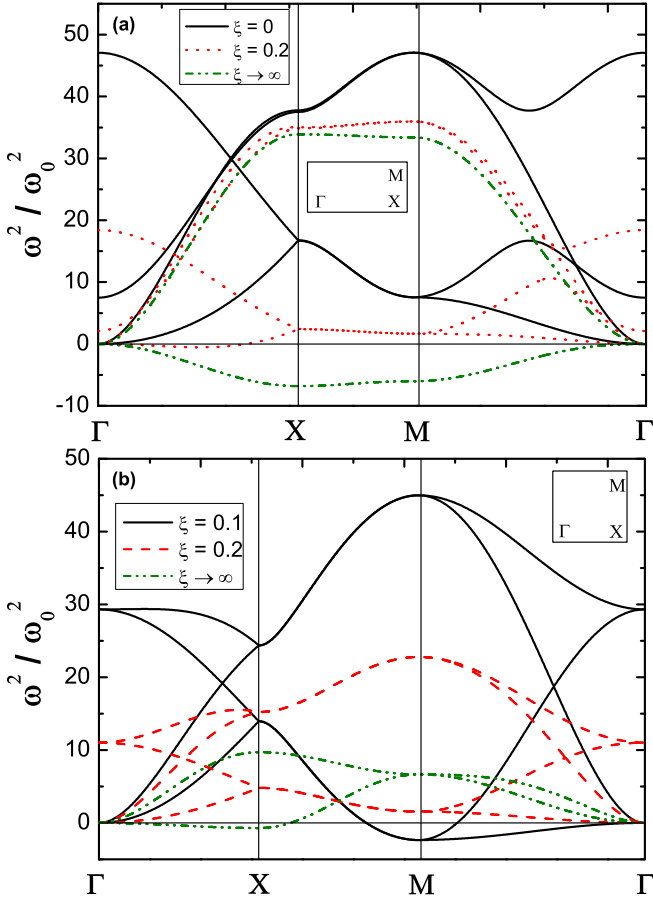 (a)
ξ = 0
ξ = 0.2
ξ → ∞
50
40
30
20
10
0
-10
ω² / ω₀²
M
Γ X
Γ X M Γ
(b)
ξ = 0.1
ξ = 0.2
ξ → ∞
50
40
30
20
10
0
ω² / ω₀²
M
Γ X
Γ X M Γ